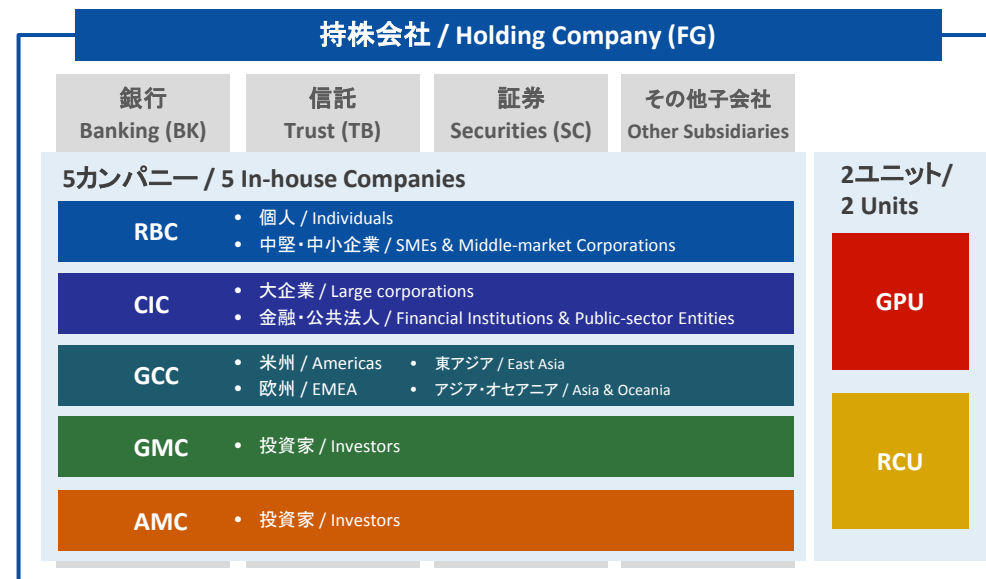 持株会社 / Holding Company (FG)
銀行
Banking (BK)
信託
Trust (TB)
証券
Securities (SC)
その他子会社
Other Subsidiaries
5カンパニー / 5 In-house Companies
RBC
• 個人 / Individuals
• 中堅・中小企業 / SMEs & Middle-market Corporations
CIC
• 大企業 / Large corporations
• 金融・公共法人 / Financial Institutions & Public-sector Entities
GCC
• 米州 / Americas • 東アジア / East Asia
• 欧州 / EMEA • アジア・オセアニア / Asia & Oceania
GMC
• 投資家 / Investors
AMC
• 投資家 / Investors
2ユニット/
2 Units
GPU
RCU